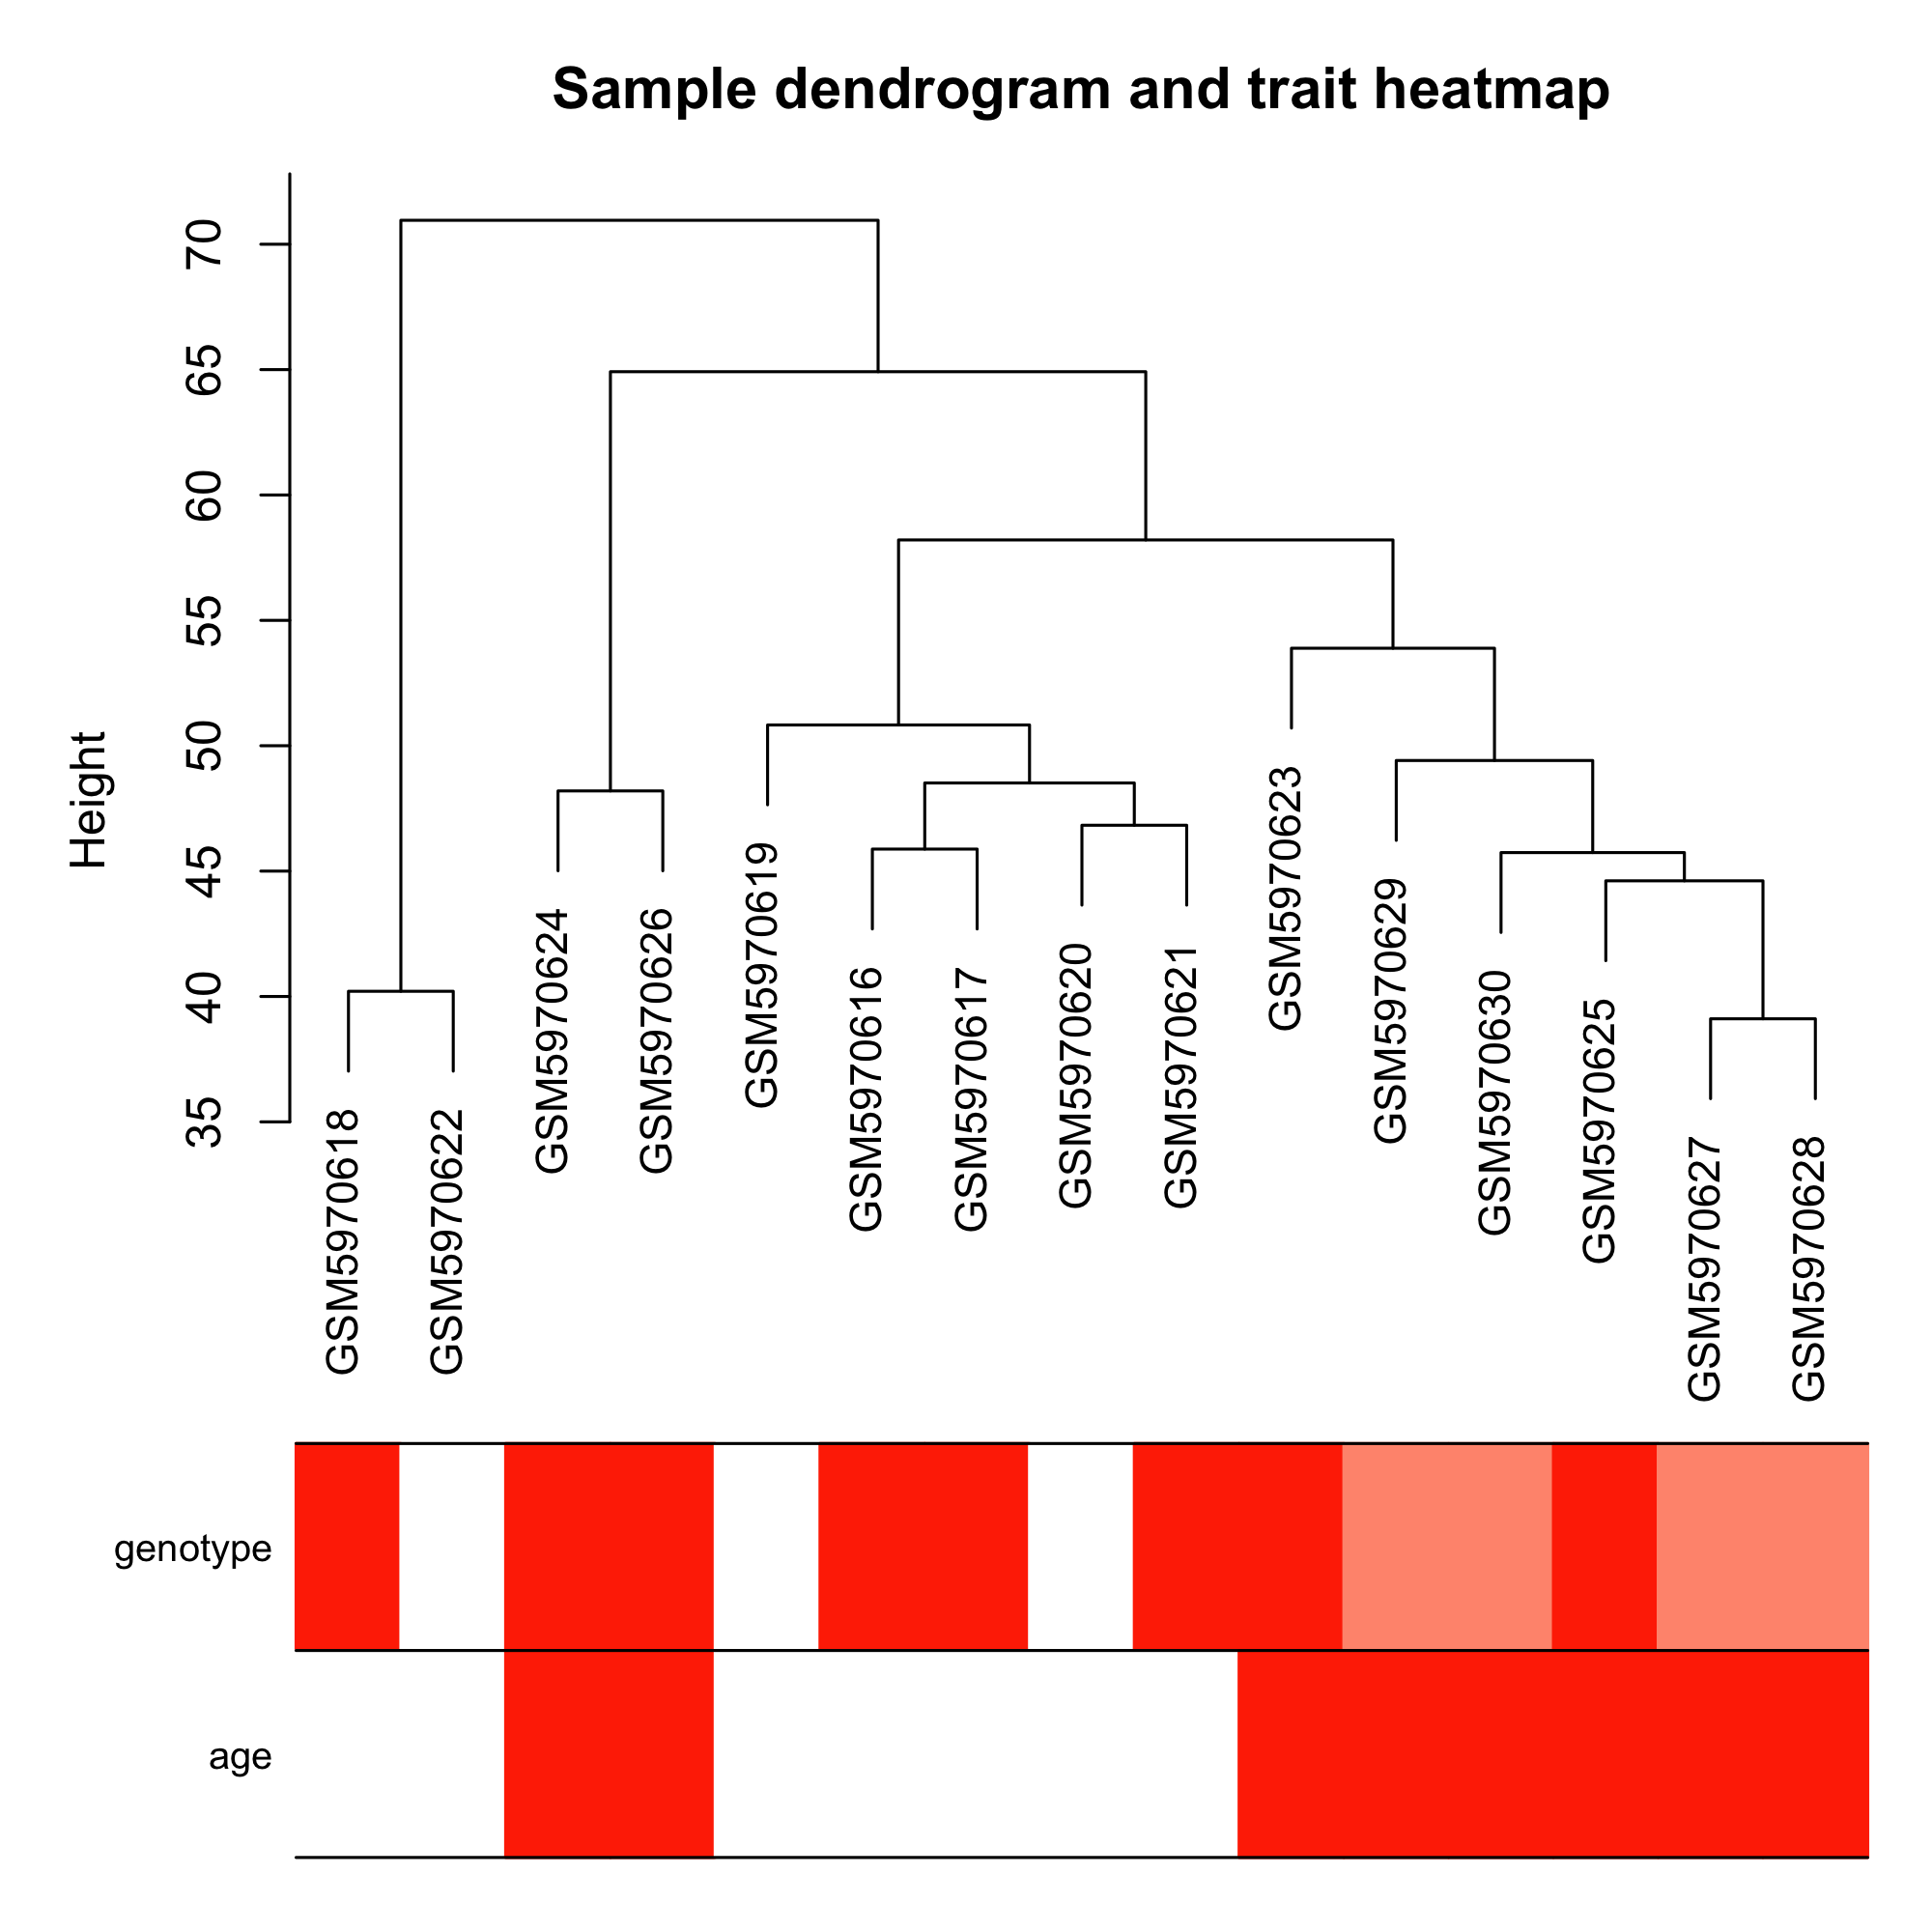 Sample dendrogram and trait heatmap
Height
70
65
60
55
50
45
40
35
GSM5970618
GSM5970622
GSM5970624
GSM5970626
GSM5970619
GSM5970616
GSM5970617
GSM5970620
GSM5970621
GSM5970623
GSM5970629
GSM5970630
GSM5970625
GSM5970627
GSM5970628
genotype
age